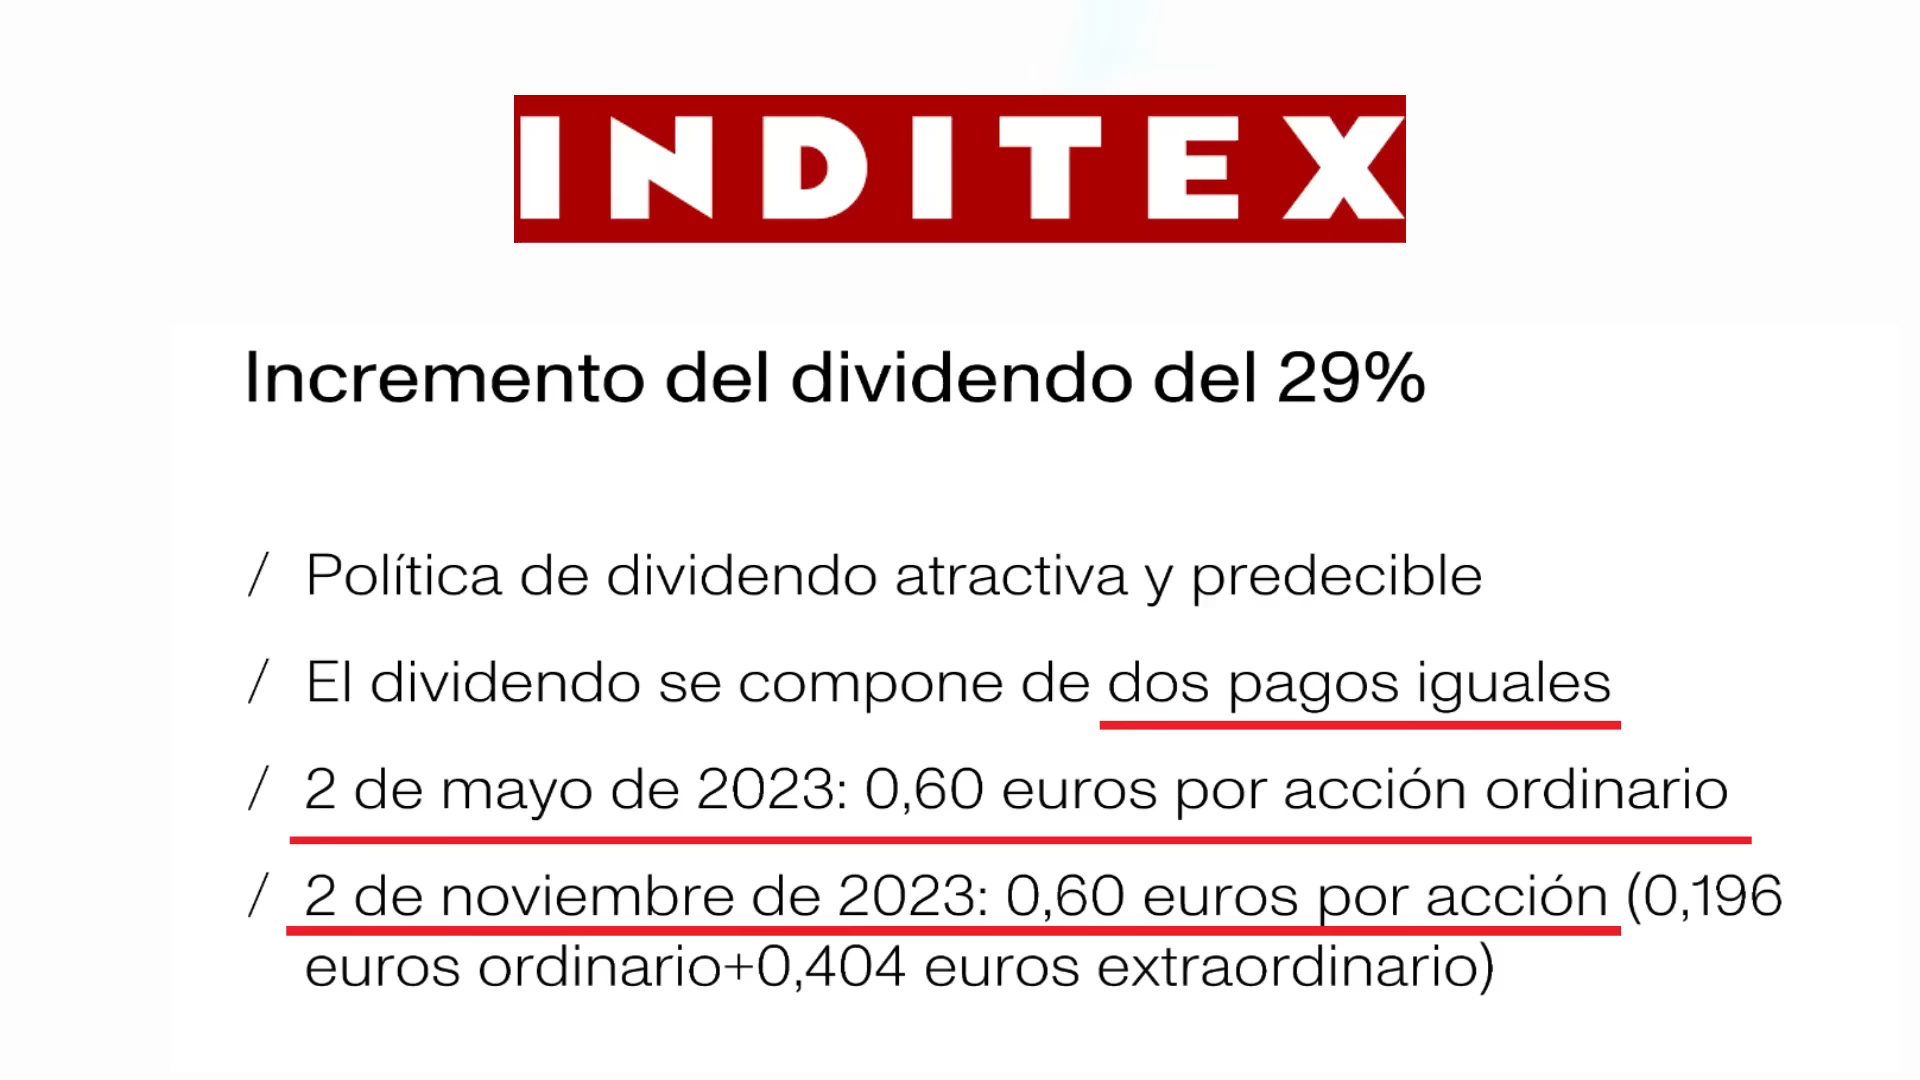 INDITEX
Incremento del dividendo del 29%
/ Política de dividendo atractiva y predecible
/ El dividendo se compone de dos pagos iguales
/ 2 de mayo de 2023: 0,60 euros por acción ordinario
/ 2 de noviembre de 2023: 0,60 euros por acción (0,196
euros ordinario+0,404 euros extraordinario)